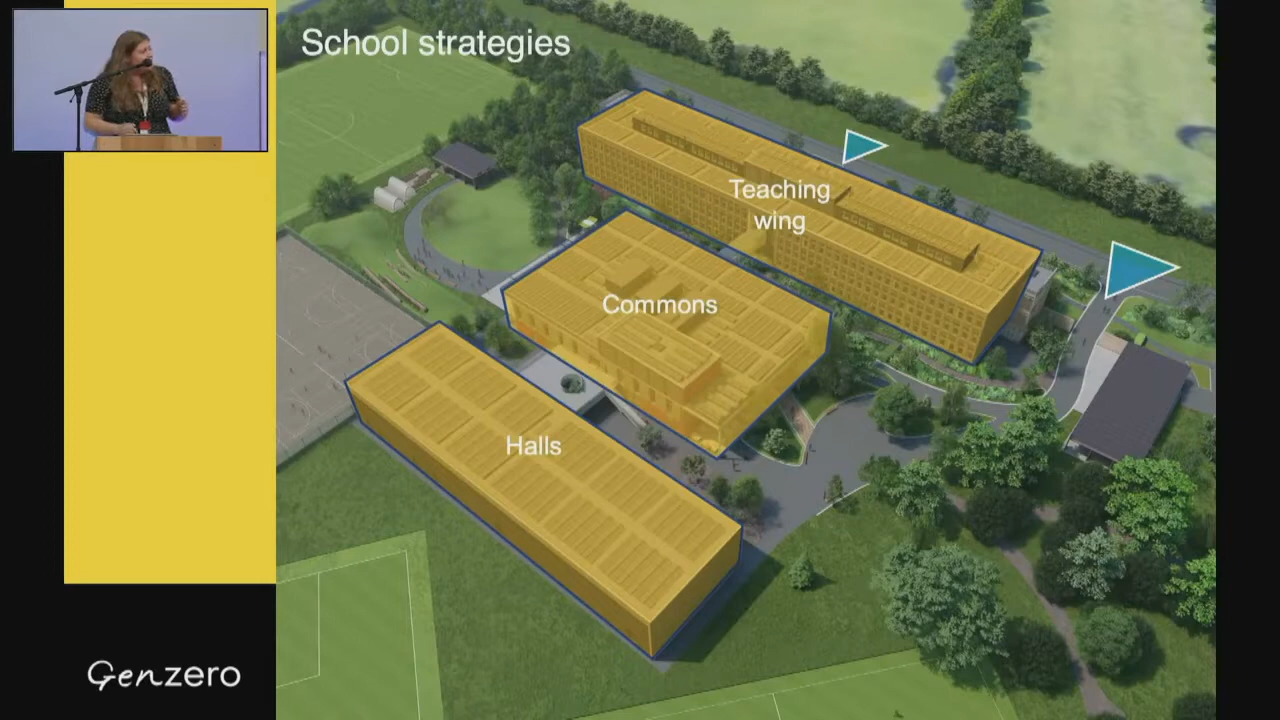 School strategies
Teaching
wing
Commons
Halls
Genzero